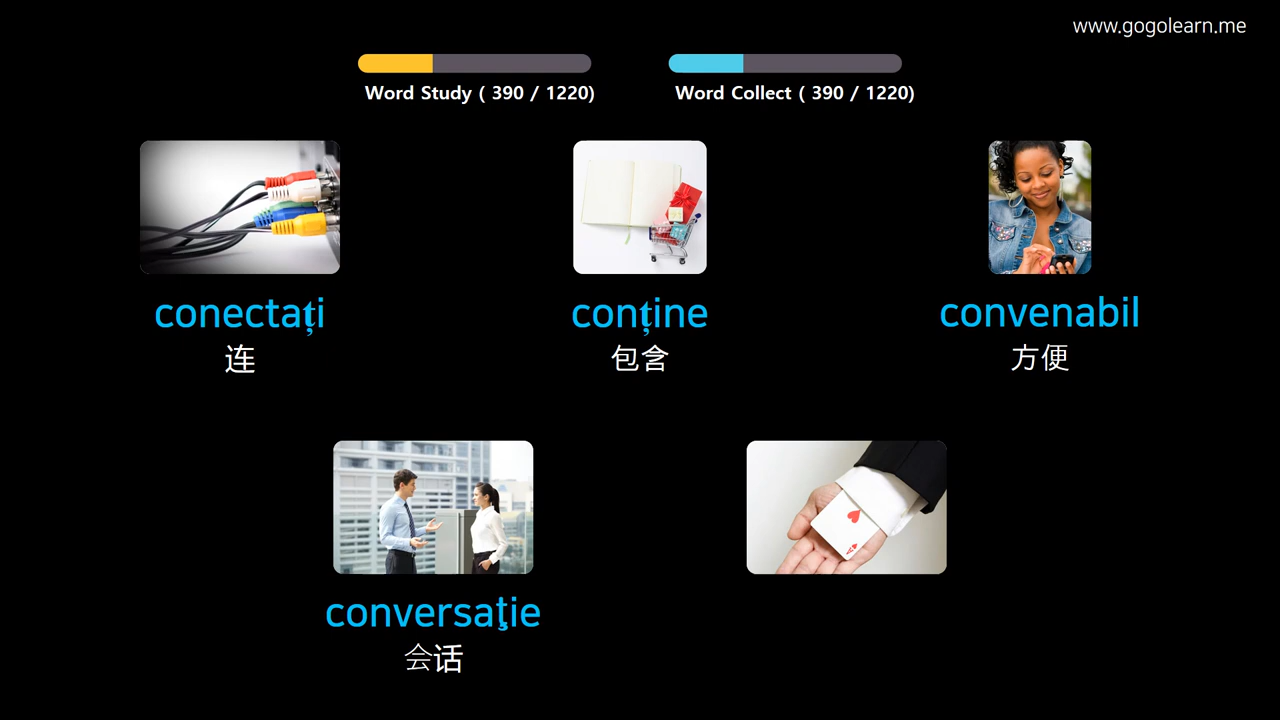 www.gogolearn.me
Word Study ( 390 / 1220)
Word Collect ( 390 / 1220)
conectați
连
conține
包含
convenabil
方便
conversaţie
会话